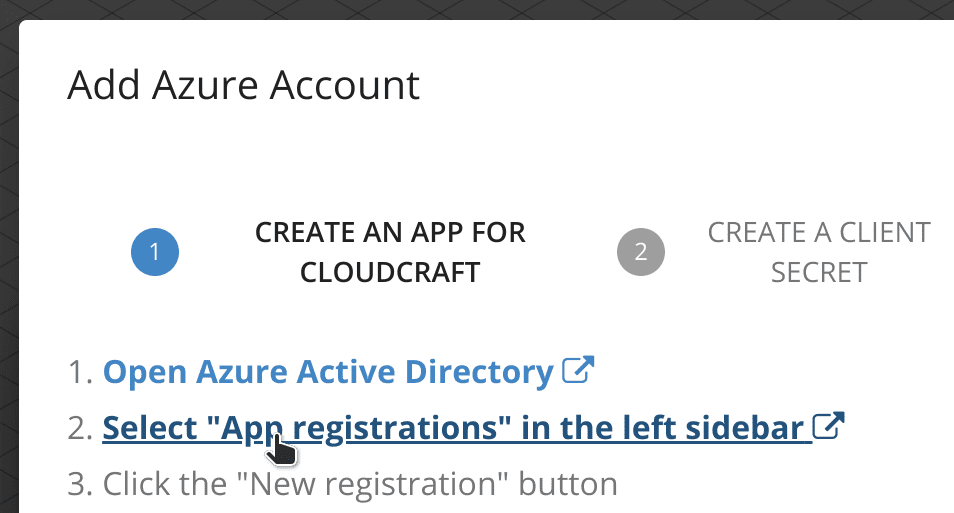 Add Azure Account
1
CREATE AN APP FOR
CLOUDCRAFT
2
CREATE A CLIENT
SECRET
1. Open Azure Active Directory
2. Select "App registrations" in the left sidebar
3. Click the "New registration" button